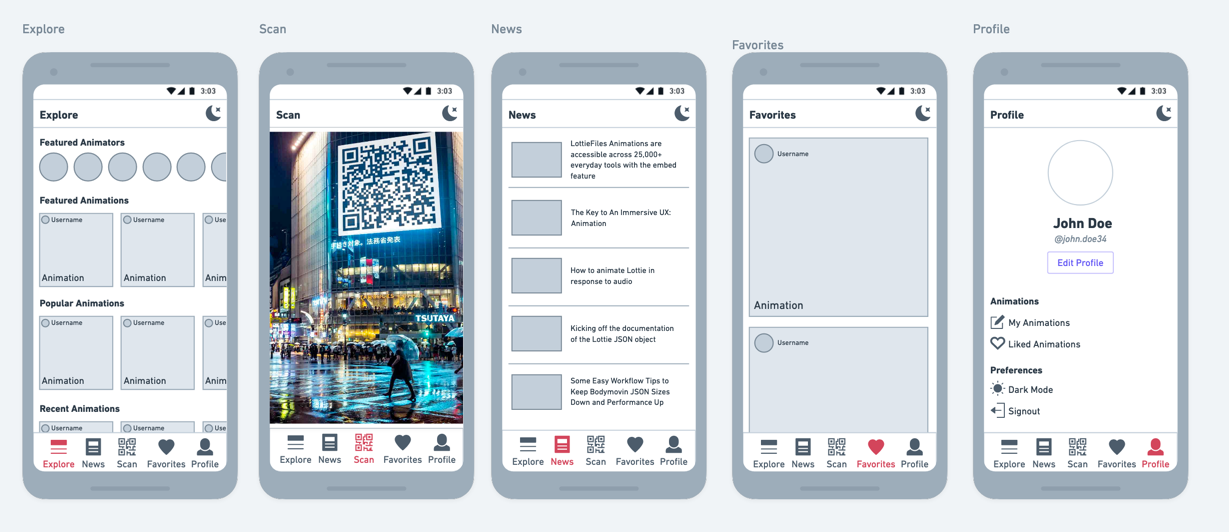 Explore
Scan
News
Favorites
Profile
3:03
Explore
Featured Animators
Featured Animations
Username
Username
Use
Animation
Animation
Anim
Popular Animations
Username
Username
Use
Animation
Animation
Anim
Recent Animations
Username
Username
Use
Explore
News
Scan
Favorites
Profile
3:03
Scan
法務省発表
TSUTAYA
Explore
News
Scan
Favorites
Profile
3:03
News
LottieFiles Animations are
accessible across 25,000+
everyday tools with the embed
feature
The Key to An Immersive UX:
Animation
How to animate Lottie in
response to audio
Kicking off the documentation
of the Lottie JSON object
Some Easy Workflow Tips to
Keep Bodymovin JSON Sizes
Down and Performance Up
Explore
News
Scan
Favorites
Profile
3:03
Favorites
Username
Animation
Username
Explore
News
Scan
Favorites
Profile
3:03
Profile
John Doe
@john.doe34
Edit Profile
Animations
My Animations
Liked Animations
Preferences
Dark Mode
Signout
Explore
News
Scan
Favorites
Profile